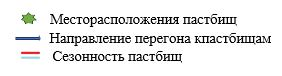 Месторасположения пастбищ
Направление перегона кпастбищам
Сезонность пастбищ